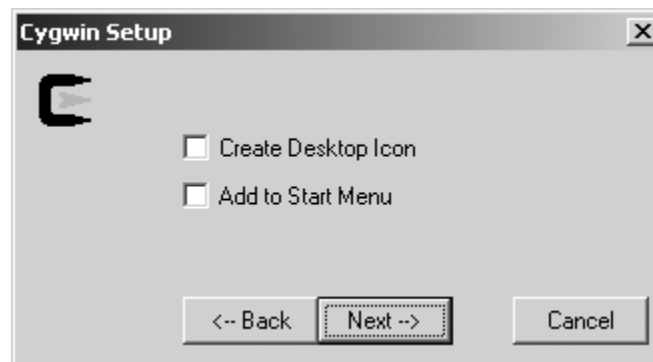 Cygwin Setup
Create Desktop Icon
Add to Start Menu
<-- Back Next --> Cancel